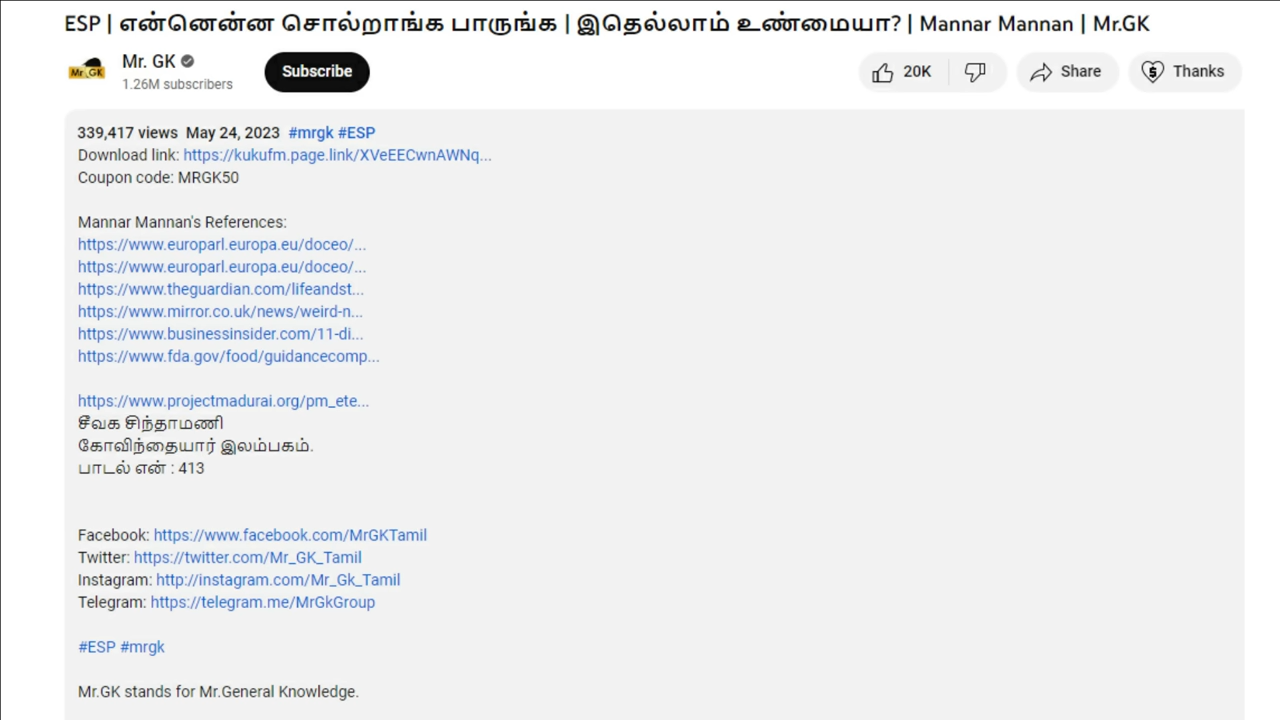 ESP | என்னென்ன சொல்றாங்க பாருங்க | இதெல்லாம் உண்மையா? | Mannar Mannan | Mr.GK
Mr. GK
Mr. GK
1.26M subscribers
Subscribe
20K
Share
Thanks
339,417 views May 24, 2023 #mrgk #ESP
Download link: https://kukufm.page.link/XVeEECwnAWNq...
Coupon code: MRGK50
Mannar Mannan's References:
https://www.europarl.europa.eu/doceo/...
https://www.europarl.europa.eu/doceo/...
https://www.theguardian.com/lifeandst...
https://www.mirror.co.uk/news/weird-n...
https://www.businessinsider.com/11-di...
https://www.fda.gov/food/guidancecomp...
https://www.projectmadurai.org/pm_ete...
சீவக சிந்தாமணி
கோவிந்தையார் இலம்பகம்.
பாடல் என் : 413
Facebook: https://www.facebook.com/MrGKTamil
Twitter: https://twitter.com/Mr_GK_Tamil
Instagram: http://instagram.com/Mr_Gk_Tamil
Telegram: https://telegram.me/MrGkGroup
#ESP #mrgk
Mr.GK stands for Mr.General Knowledge.